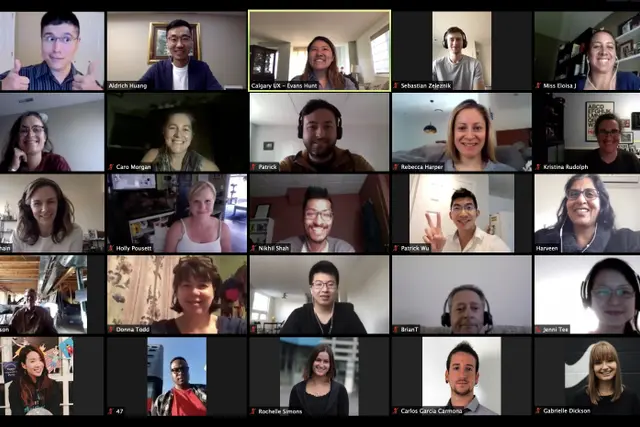 Aldrich Huang
Calgary UX – Evans Hunt
Sebastian Zeleznik
Miss Eloisa J
Caro Morgan
Patrick
Rebecca Harper
Kristina Rudolph
Holly Pousett
Nikhil Shah
Patrick Wu
Harveen
Donna Todd
BrianT
Jenni Tee
47
Rochelle Simons
Carlos Garcia Carmona
Gabrielle Dickson